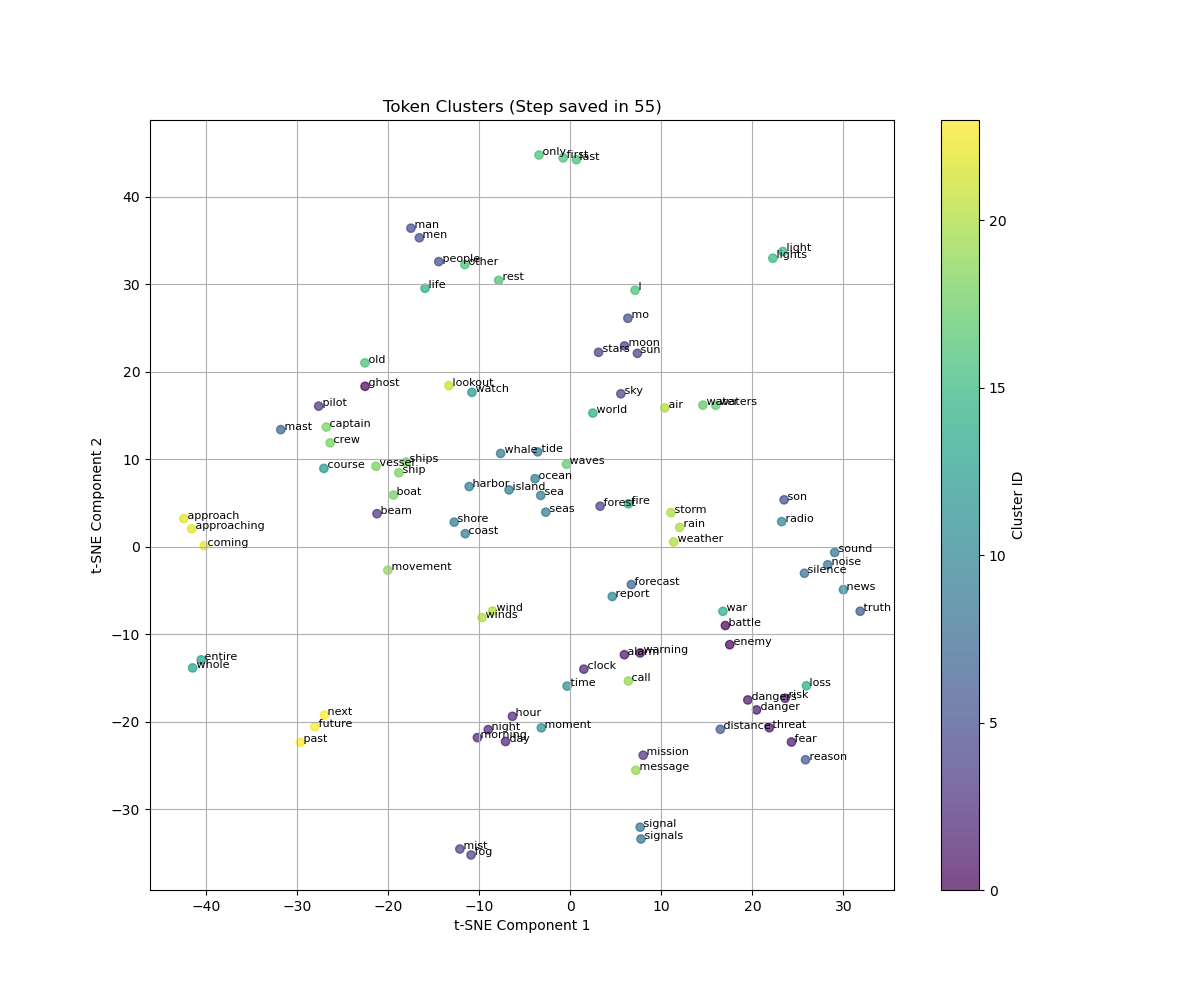 Token Clusters (Step saved in 55)
only
first
last
man
men
people
other
rest
life
light
lights
I
mo
moon
stars
sun
old
ghost
lookout
watch
sky
pilot
world
air
water
waters
mast
captain
crew
course
vessel
ships
ship
whale
tide
waves
boat
harbor
island
ocean
sea
seas
beam
shore
coast
forest
fire
storm
rain
weather
son
radio
approach
approaching
coming
sound
noise
silence
news
truth
movement
forecast
report
wind
winds
war
battle
enemy
entire
whole
alarm
warning
clock
time
call
loss
dangers
risk
danger
threat
distance
fear
reason
next
future
past
hour
night
morning
day
moment
mission
message
signal
signals
mist
fog
40
30
20
10
0
−10
−20
−30
−40
−30
−20
−10
0
10
20
30
t-SNE Component 1
t-SNE Component 2
20
15
10
5
0
Cluster ID